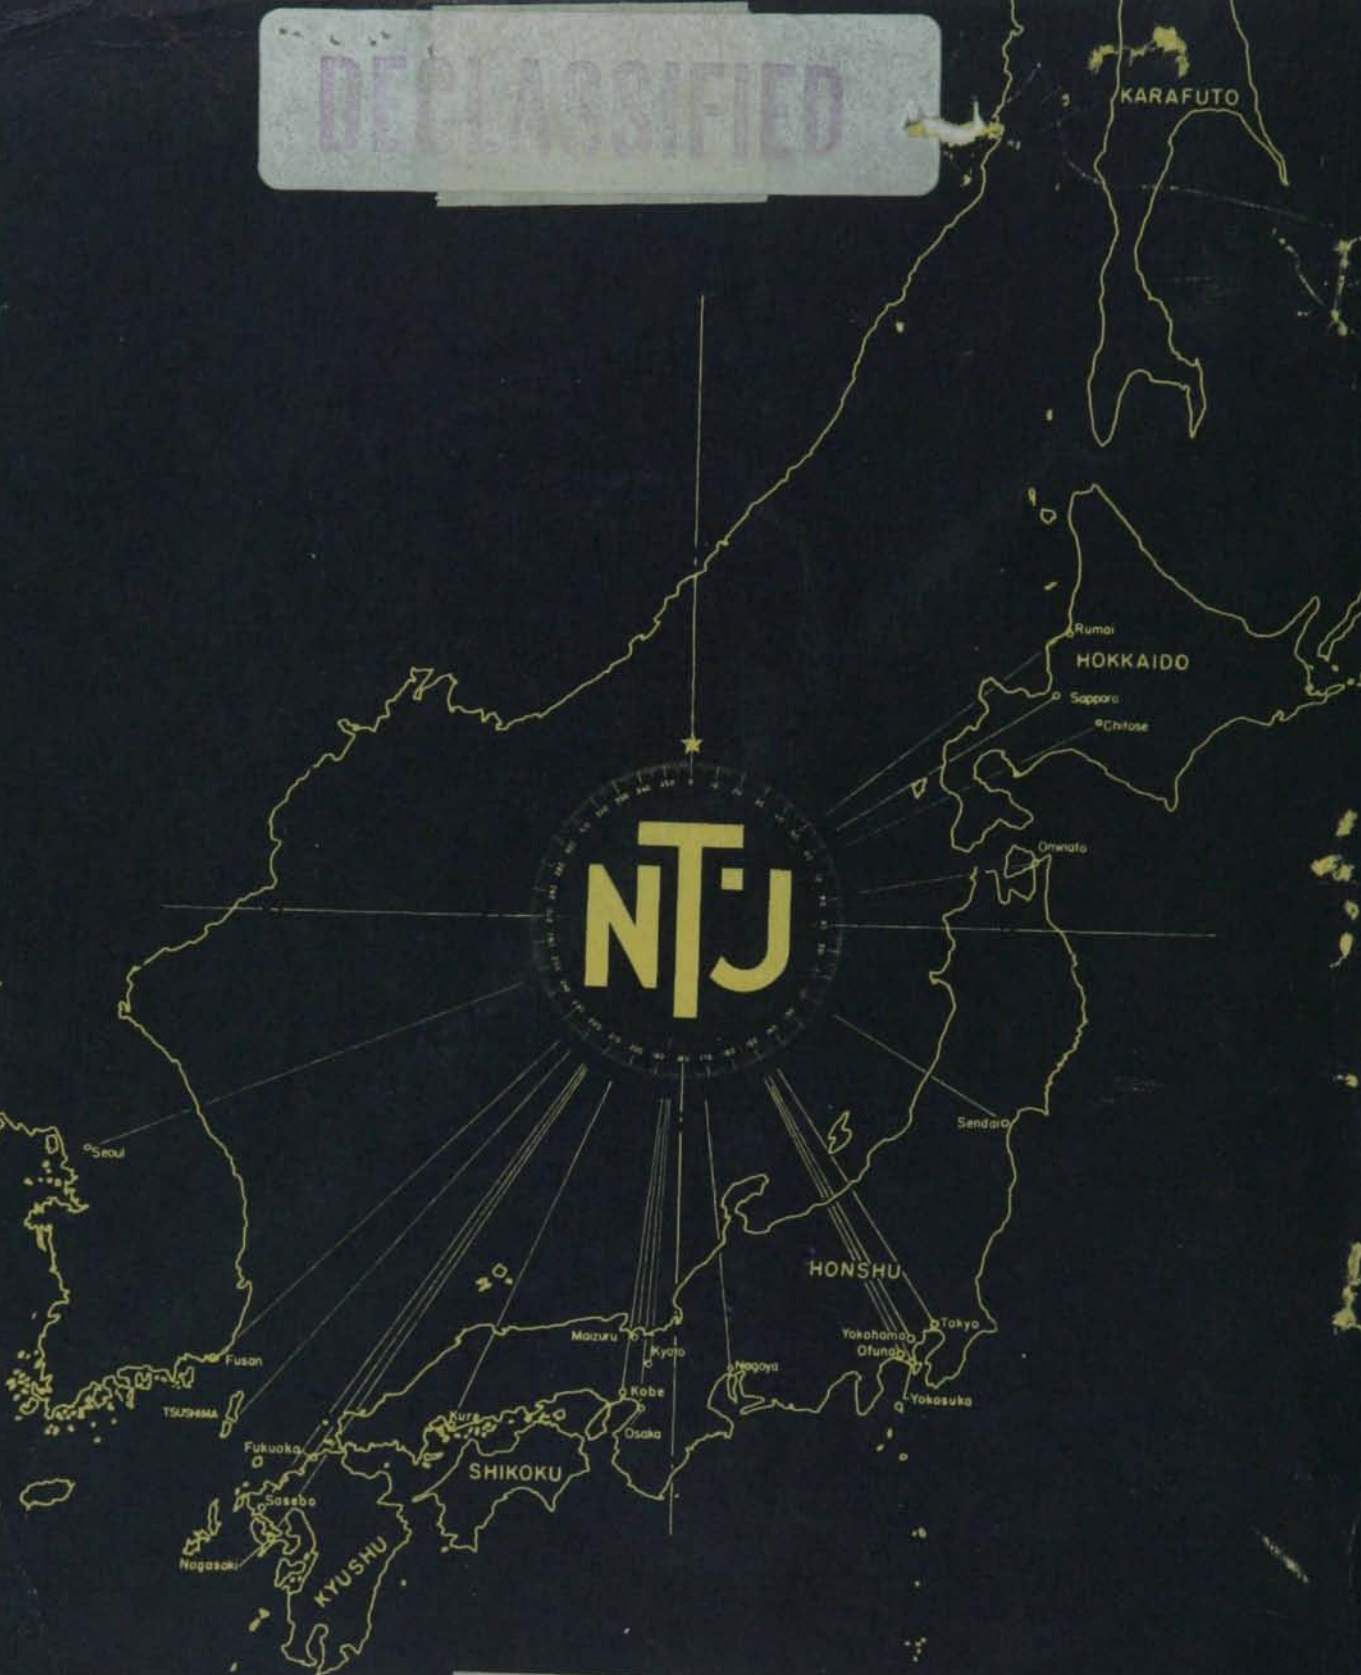 DECLASSIFIED
KARAFUTO
Rumoi
HOKKAIDO
Sapporo
Chitose
Ominato
NTJ
Sendai
Seoul
HONSHU
Tokyo
Yokohama
Ofuna
Maizuru
Kyoto
Fusan
Nagoya
Kobe
Yokosuka
TSUSHIMA
Kure
Osaka
Fukuoka
SHIKOKU
Sasebo
Nagasaki
KYUSHU